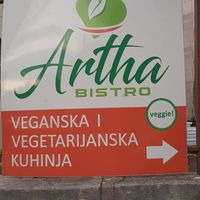 Artha
BISTRO
veggie!
VEGANSKA I
VEGETARIJANSKA
KUHINJA